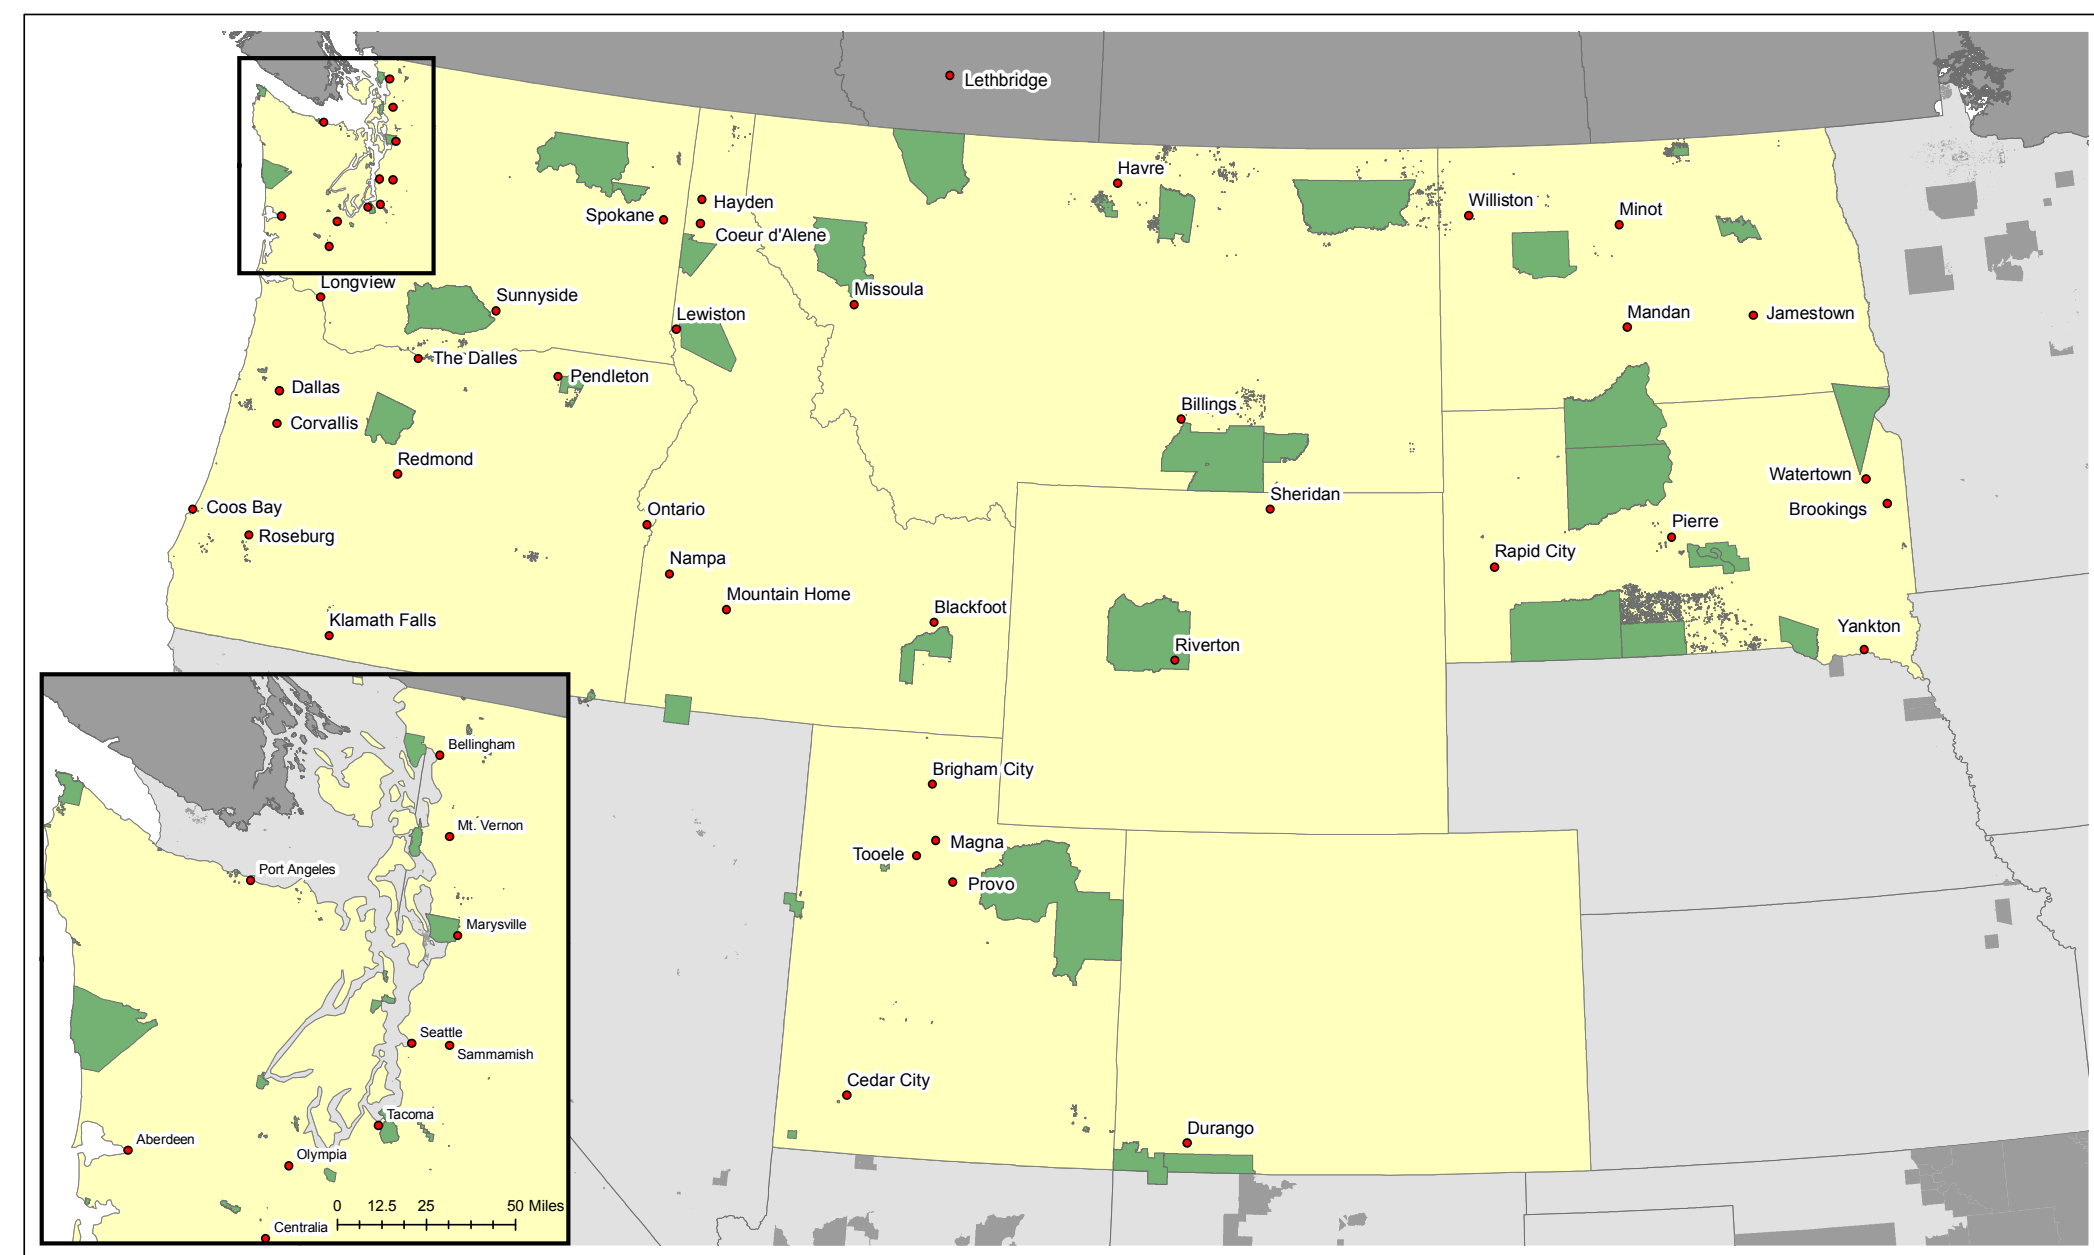 Lethbridge
Havre
Hayden
Spokane
Coeur d'Alene
Williston
Minot
Longview
Sunnyside
Missoula
Lewiston
Mandan
Jamestown
The Dalles
Pendleton
Dallas
Billings
Corvallis
Redmond
Watertown
Sheridan
Brookings
Coos Bay
Ontario
Pierre
Roseburg
Rapid City
Nampa
Mountain Home
Blackfoot
Klamath Falls
Yankton
Riverton
Brigham City
Magna
Tooele
Provo
Cedar City
Durango
Bellingham
Mt. Vernon
Port Angeles
Marysville
Seattle
Sammamish
Tacoma
Aberdeen
Olympia
0 12.5 25 50 Miles
Centralia